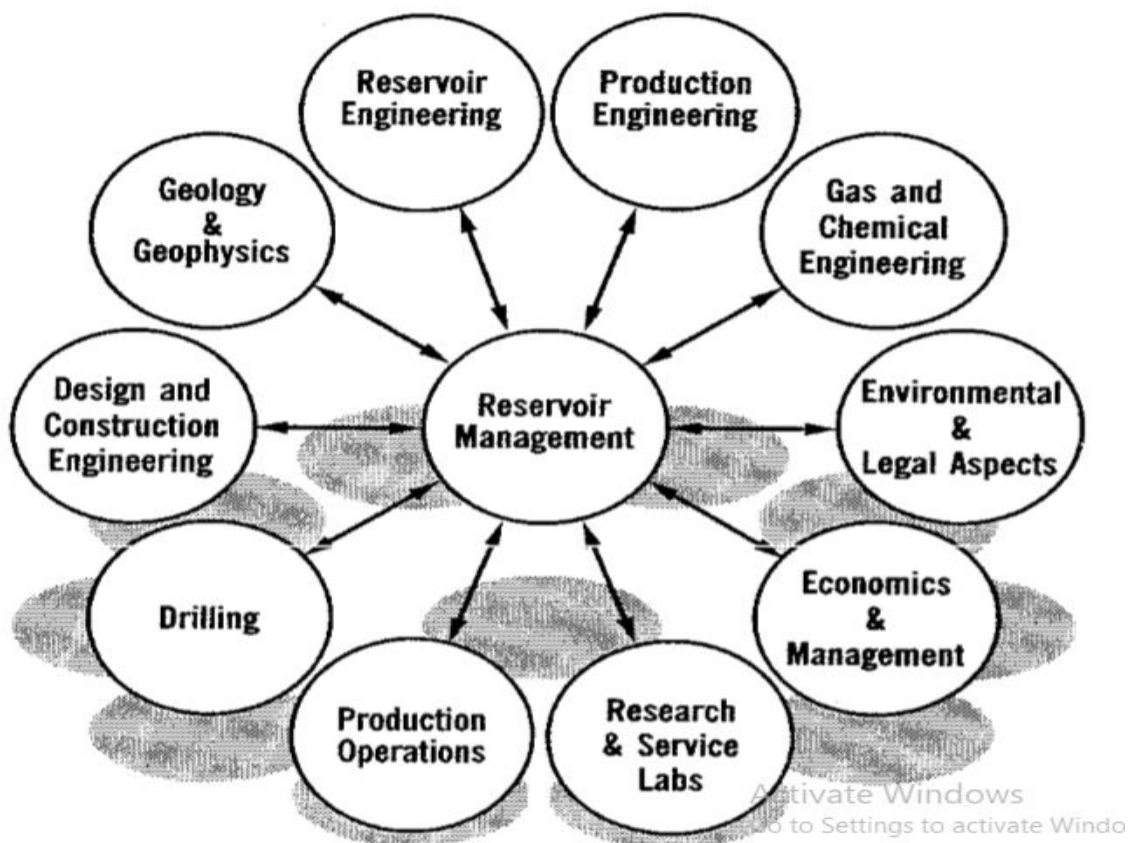 Reservoir
Engineering
Production
Engineering
Geology
&
Geophysics
Gas and
Chemical
Engineering
Design and
Construction
Engineering
Reservoir
Management
Environmental
&
Legal Aspects
Drilling
Economics
&
Management
Production
Operations
Research
& Service
Labs
Activate Windows
Go to Settings to activate Windo